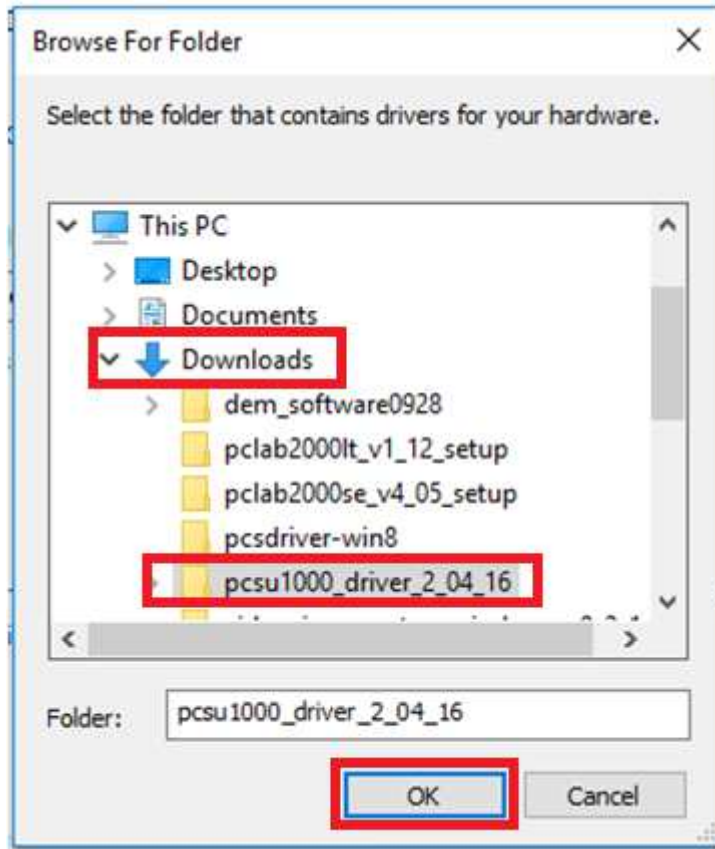 Browse For Folder
Select the folder that contains drivers for your hardware.
This PC
Desktop
Documents
Downloads
dem_software0928
pclab2000lt_v1_12_setup
pclab2000se_v4_05_setup
pcsdriver-win8
pcsu1000_driver_2_04_16
Folder: pcsu1000_driver_2_04_16
OK Cancel